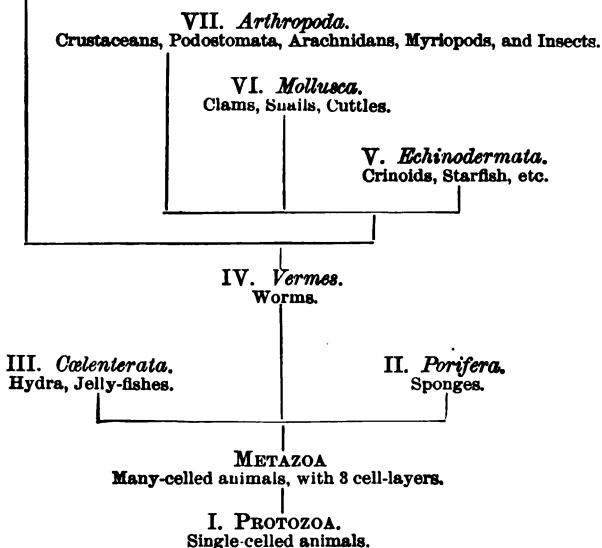 VII. Arthropoda.
Crustaceans, Podostomata, Arachnidans, Myriopods, and Insects.
VI. Mollusca.
Clams, Snails, Cuttles.
V. Echinodermata.
Crinoids, Starfish, etc.
IV. Vermes.
Worms.
III. Cœlenterata.
Hydra, Jelly-fishes.
II. Porifera.
Sponges.
METAZOA
Many-celled animals, with 3 cell-layers.
I. PROTOZOA.
Single-celled animals.